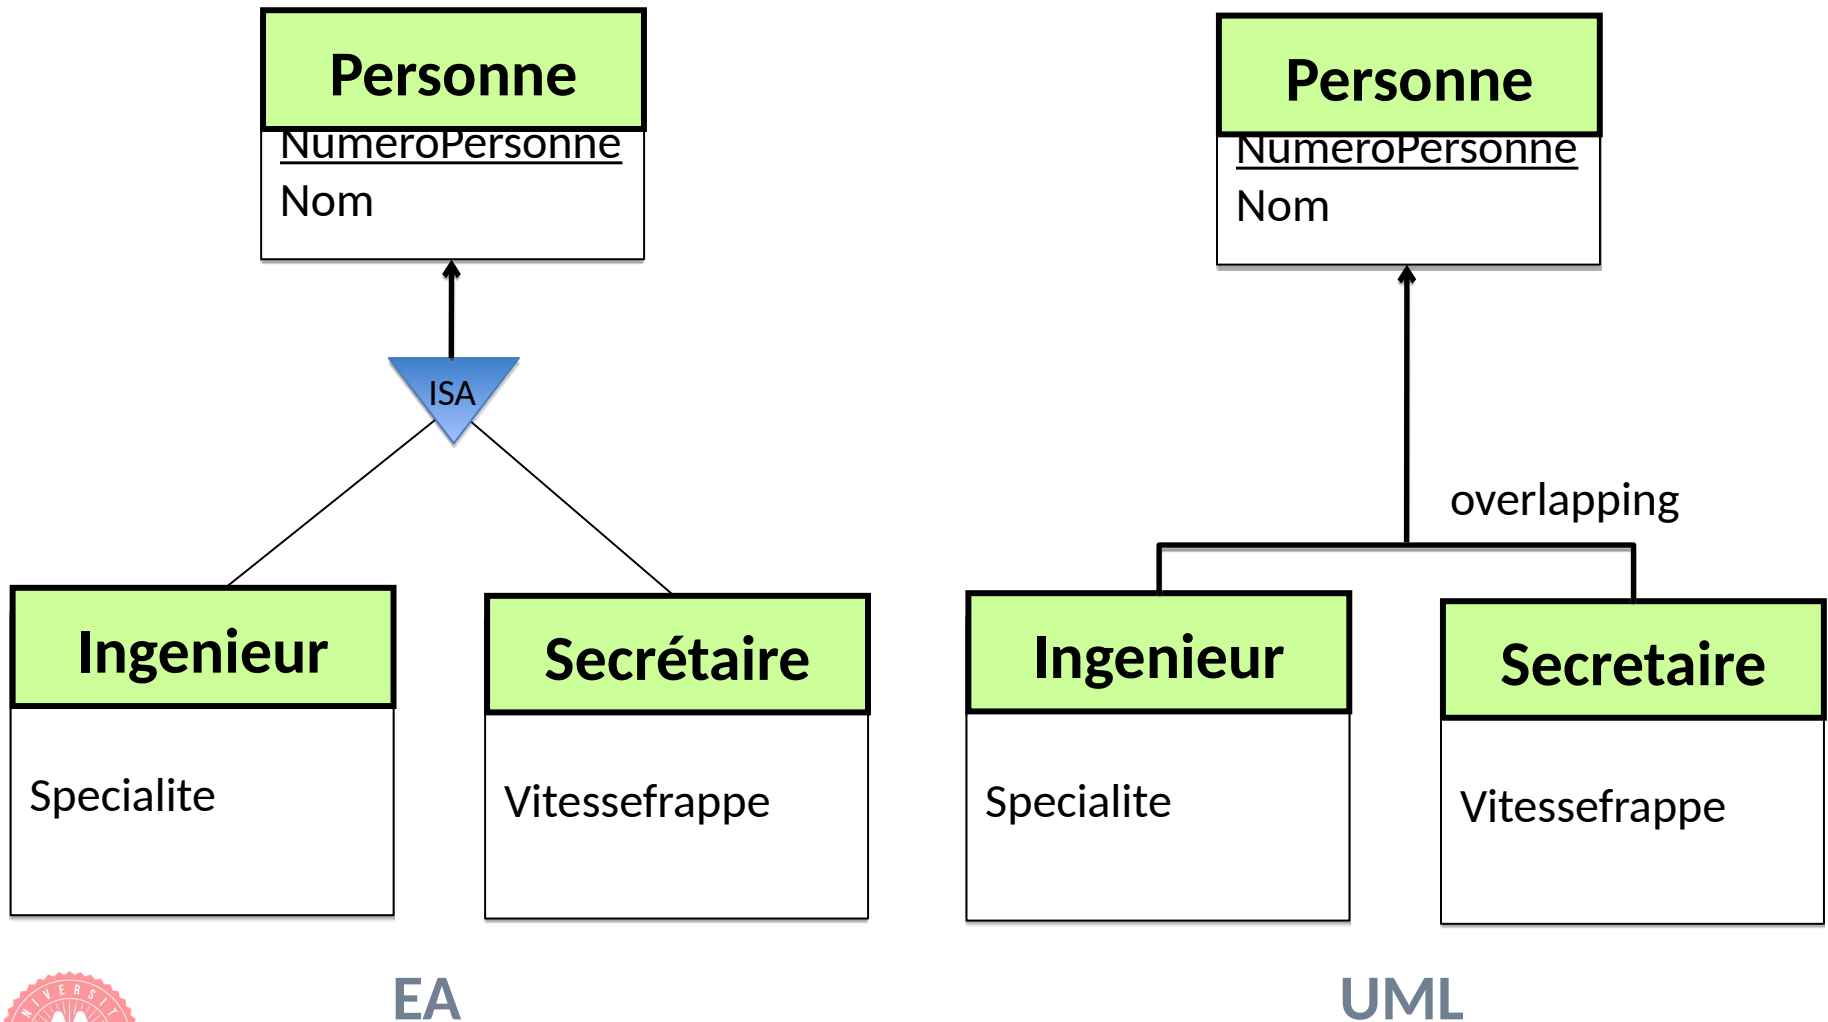 Personne
NumeroPersonne
Nom
ISA
Ingenieur
Specialite
Secrétaire
Vitessefrappe
EA
Personne
NumeroPersonne
Nom
overlapping
Ingenieur
Specialite
Secretaire
Vitessefrappe
UML